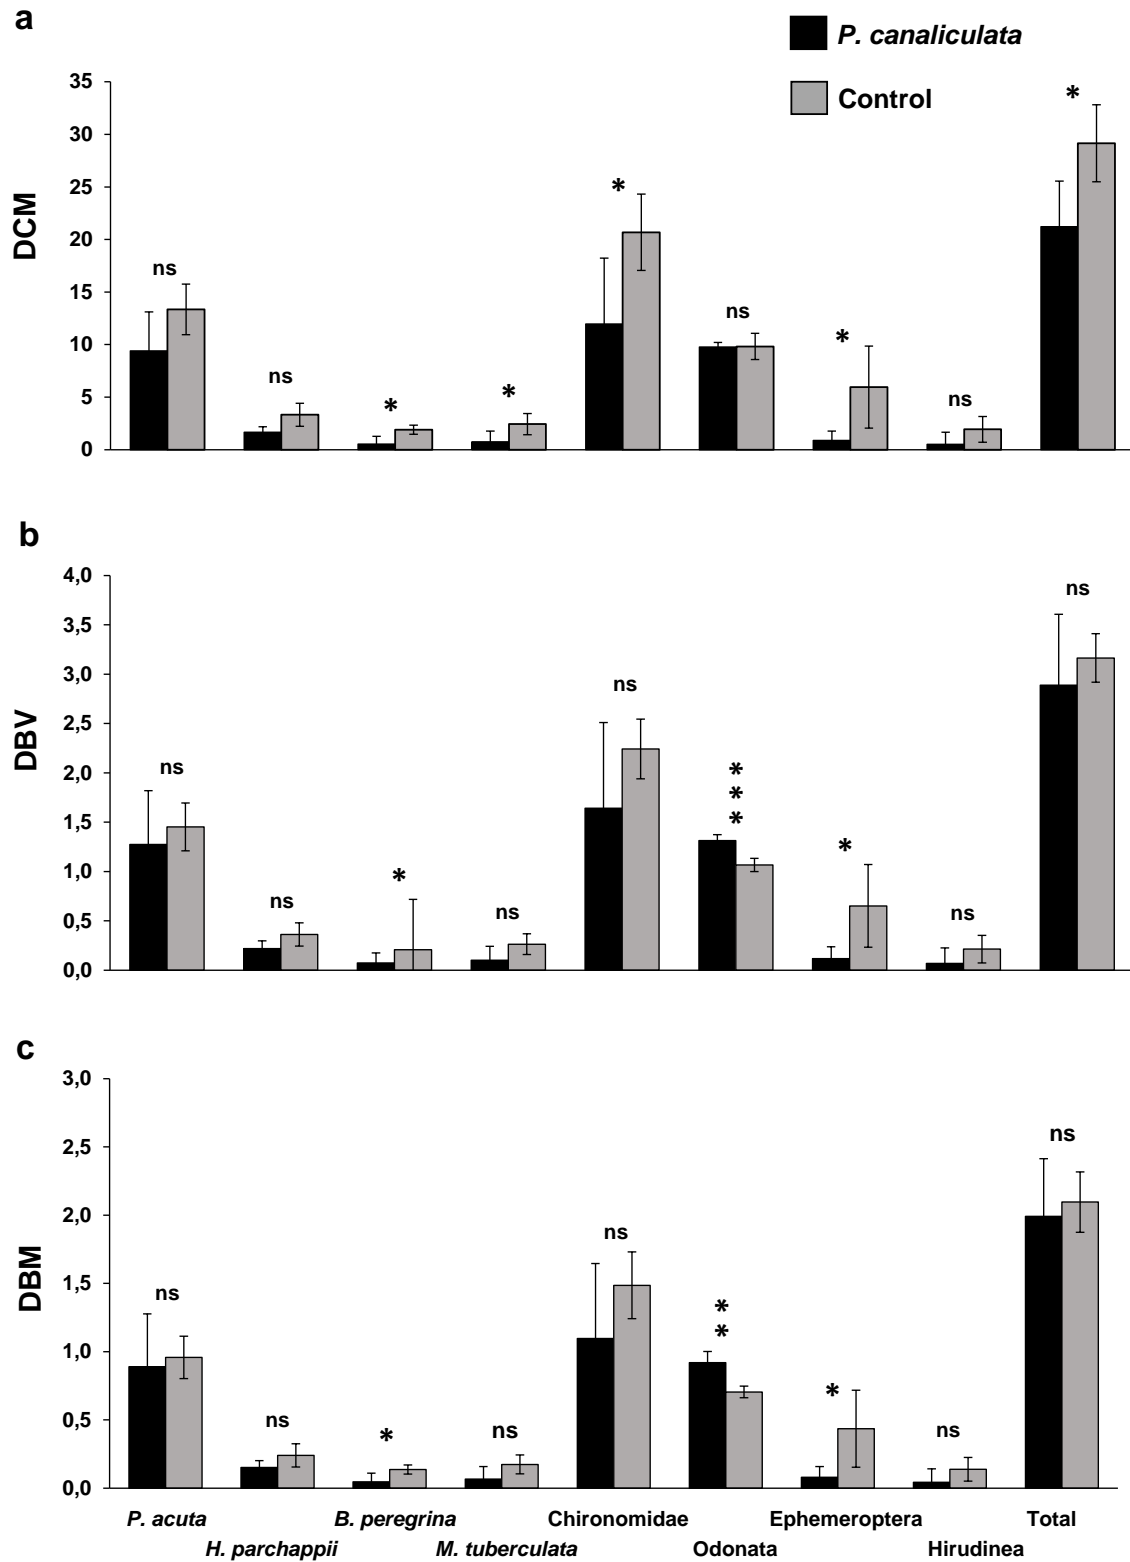 a
P. canaliculata
Control
DCM
35
30
25
20
15
10
5
0
ns
ns
*
*
*
ns
*
ns
*
b
DBV
4,0
3,5
3,0
2,5
2,0
1,5
1,0
0,5
0,0
ns
ns
*
ns
ns
***
*
ns
ns
c
DBM
3,0
2,5
2,0
1,5
1,0
0,5
0,0
ns
ns
*
ns
ns
**
*
ns
ns
P. acuta B. peregrina Chironomidae Ephemeroptera Total
H. parchappii M. tuberculata Odonata Hirudinea